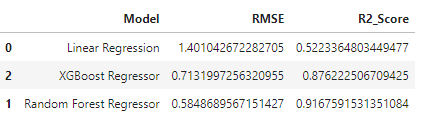 Model RMSE R2_Score
0 Linear Regression 1.401042672282705 0.5223364803449477
2 XGBoost Regressor 0.7131997256320955 0.876222506709425
1 Random Forest Regressor 0.5848689567151427 0.9167591531351084